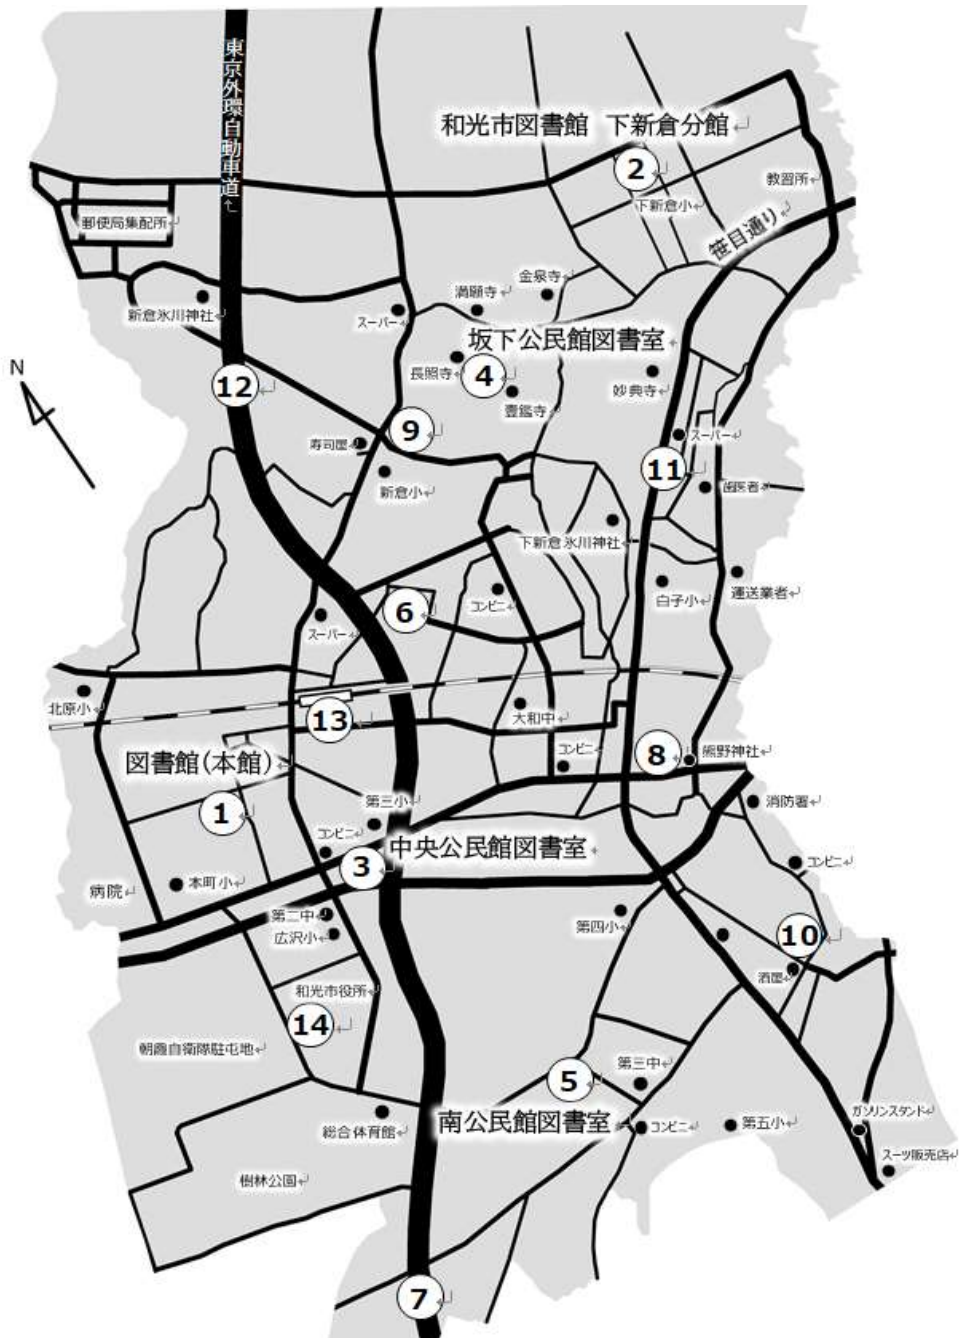 東京外環自動車道
和光市図書館 下新倉分館
2
教習所
郵便局集配所
下新倉小
笹目通り
金泉寺
満願寺
新倉氷川神社
スーパー
坂下公民館図書室
N
長照寺
4
妙典寺
12
壹鑑寺
9
寿司屋
スーパー
11
新倉小
歯医者
下新倉氷川神社
6
コンビニ
白子小
運送業者
スーパー
北原小
13
大和中
コンビニ
8
熊野神社
図書館(本館)
1
第三小
消防署
コンビニ
中央公民館図書室
3
コンビニ
病院
本町小
第二中
広沢小
第四小
10
酒屋
和光市役所
14
朝霞自衛隊駐屯地
5
第三中
南公民館図書室
コンビニ
第五小
ガソリンスタンド
総合体育館
スーツ販売店
樹林公園
7